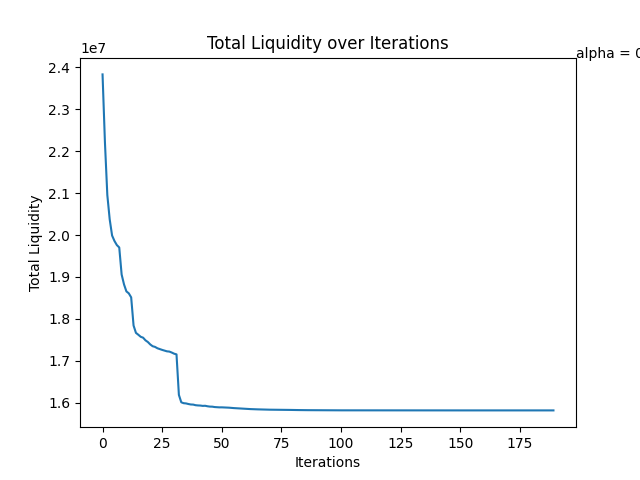 Total Liquidity over Iterations
1e7
alpha = 0
2.4
2.3
2.2
2.1
2.0
1.9
1.8
1.7
1.6
Total Liquidity
0 25 50 75 100 125 150 175
Iterations